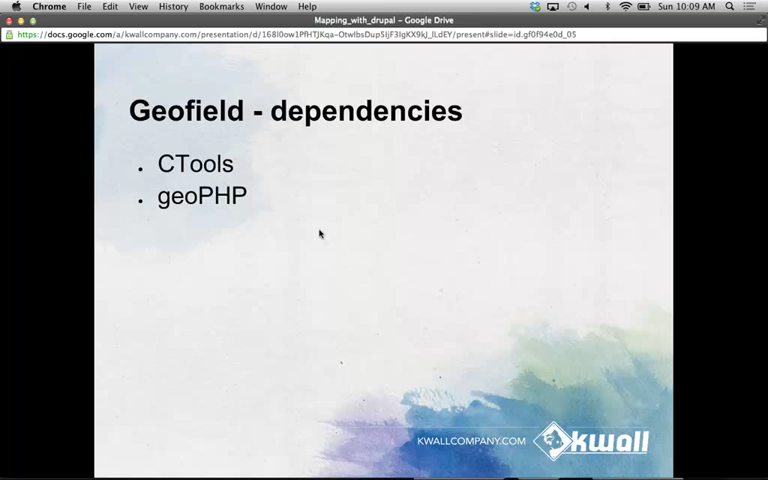 Chrome File Edit View History Bookmarks Window Help Sun 10:09 AM
Mapping_with_drupal - Google Drive
Geofield - dependencies
. CTools
. geoPHP
KWALLCOMPANY.COM kwall